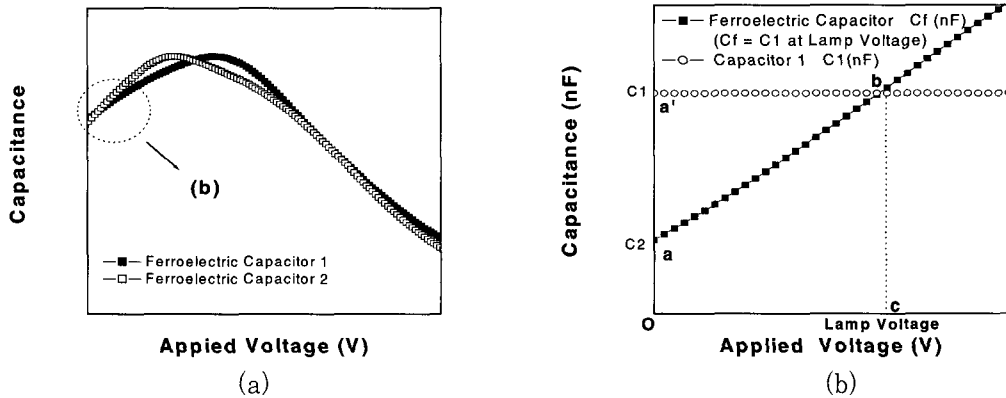 Capacitance
(b)
Ferroelectric Capacitor 1
Ferroelectric Capacitor 2
Appied Voltage (V)
(a)
Capacitance (nF)
Ferroelectric Capacitor Cf (nF)
(Cf = C1 at Lamp Voltage)
Capacitor 1 C1(nF)
C1
a'
b
C2
a
c
O
Lamp Voltage
Applied Voltage (V)
(b)